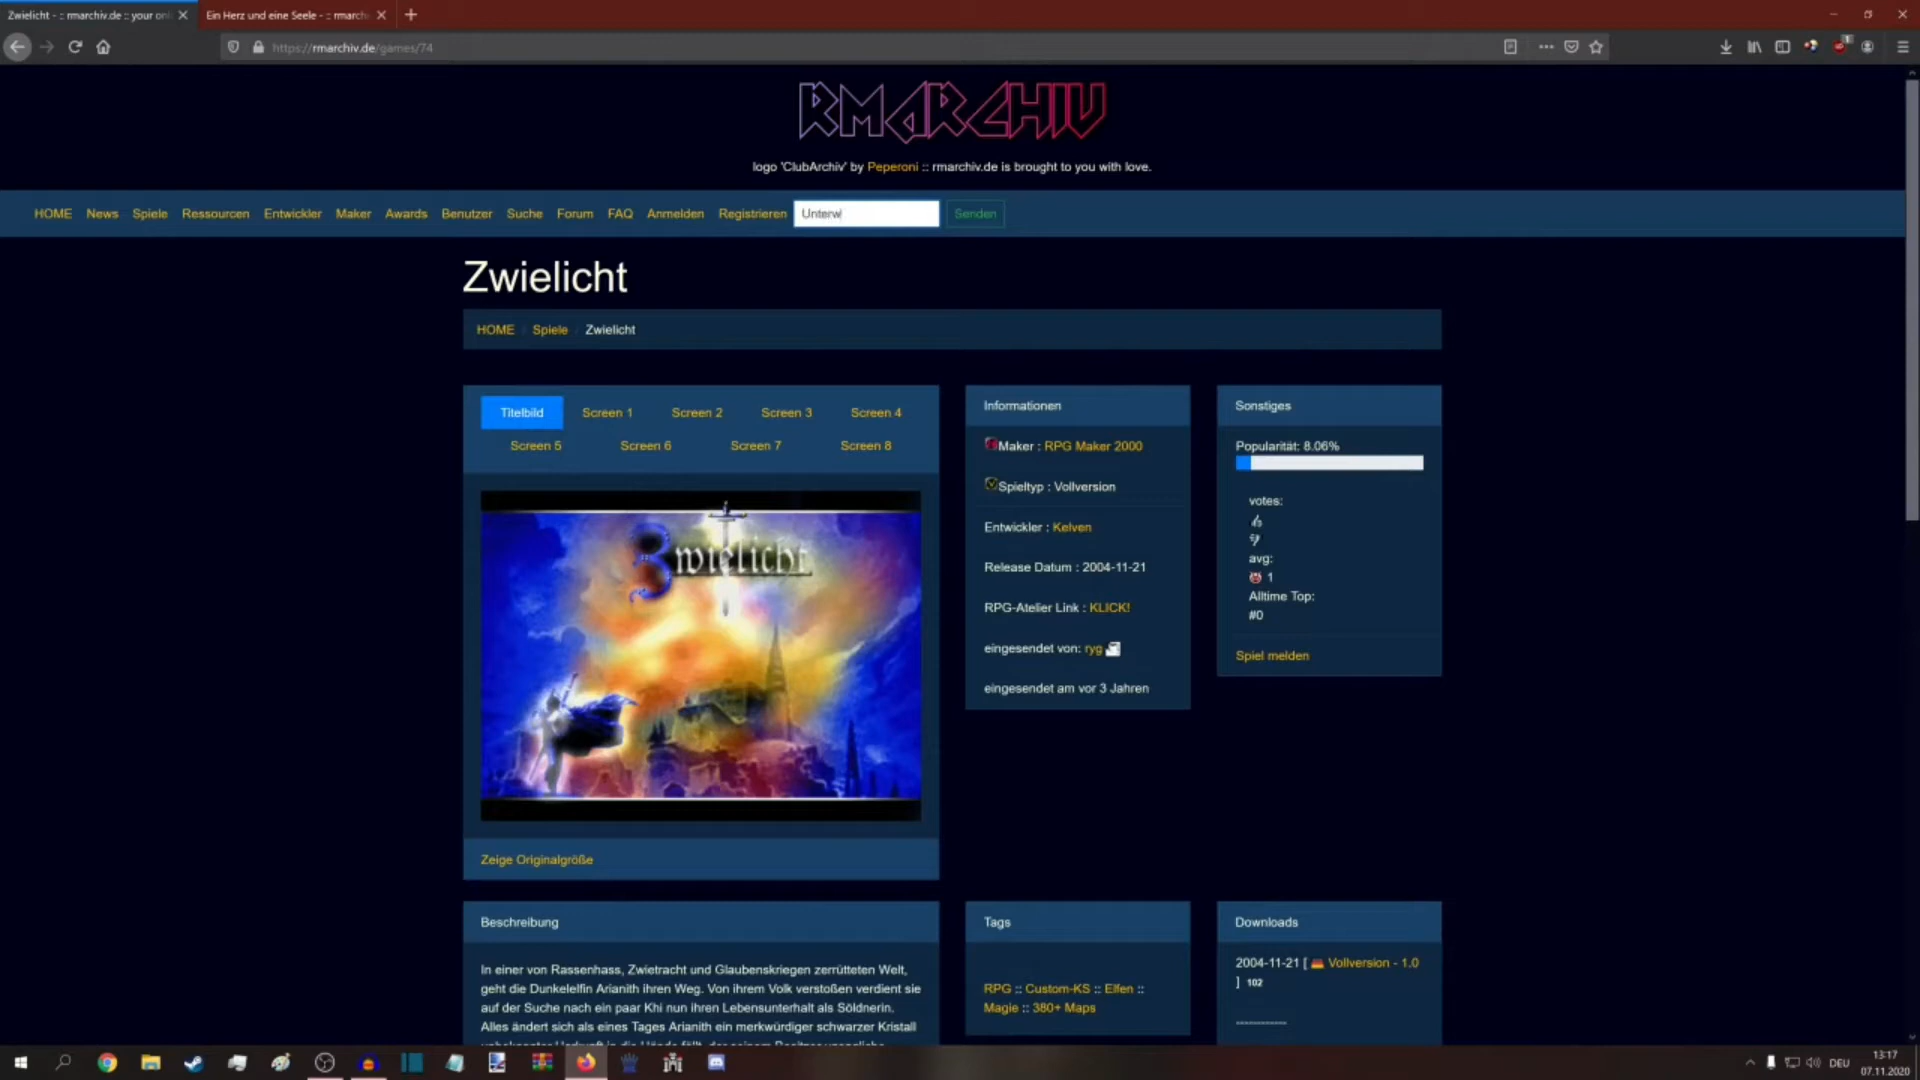 Zwielicht - :: rmarchiv.de :: your onl
Ein Herz und eine Seele - :: rmarch
https://rmarchiv.de/games/74
RMARCHIV
logo 'ClubArchiv' by Peperoni :: rmarchiv.de is brought to you with love.
HOME News Spiele Ressourcen Entwickler Maker Awards Benutzer Suche Forum FAQ Anmelden Registrieren Unterw Senden
Zwielicht
HOME / Spiele / Zwielicht
Titelbild Screen 1 Screen 2 Screen 3 Screen 4
Screen 5 Screen 6 Screen 7 Screen 8
Zwielicht
Zeige Originalgröße
Informationen
Maker : RPG Maker 2000
Spieltyp : Vollversion
Entwickler : Kelven
Release Datum : 2004-11-21
RPG-Atelier Link : KLICK!
eingesendet von: ryg
eingesendet am vor 3 Jahren
Sonstiges
Popularität: 8.06%
votes:
avg:
1
Alltime Top:
#0
Spiel melden
Beschreibung
In einer von Rassenhass, Zwietracht und Glaubenskriegen zerrütteten Welt,
geht die Dunkelelfin Arianith ihren Weg. Von ihrem Volk verstoßen verdient sie
auf der Suche nach ein paar Khi nun ihren Lebensunterhalt als Söldnerin.
Alles ändert sich als eines Tages Arianith ein merkwürdiger schwarzer Kristall
Tags
RPG :: Custom-KS :: Elfen ::
Magie :: 380+ Maps
Downloads
2004-11-21 [ Vollversion - 1.0
] 102
------------
DEU
13:17
07.11.2020